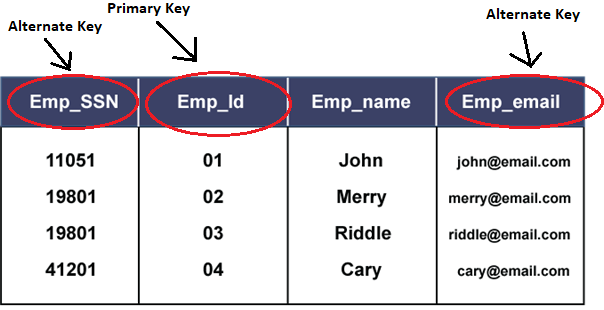 Alternate Key
Primary Key
Alternate Key
Emp_SSN Emp_Id Emp_name Emp_email
11051 01 John john@email.com
19801 02 Merry merry@email.com
19801 03 Riddle riddle@email.com
41201 04 Cary cary@email.com